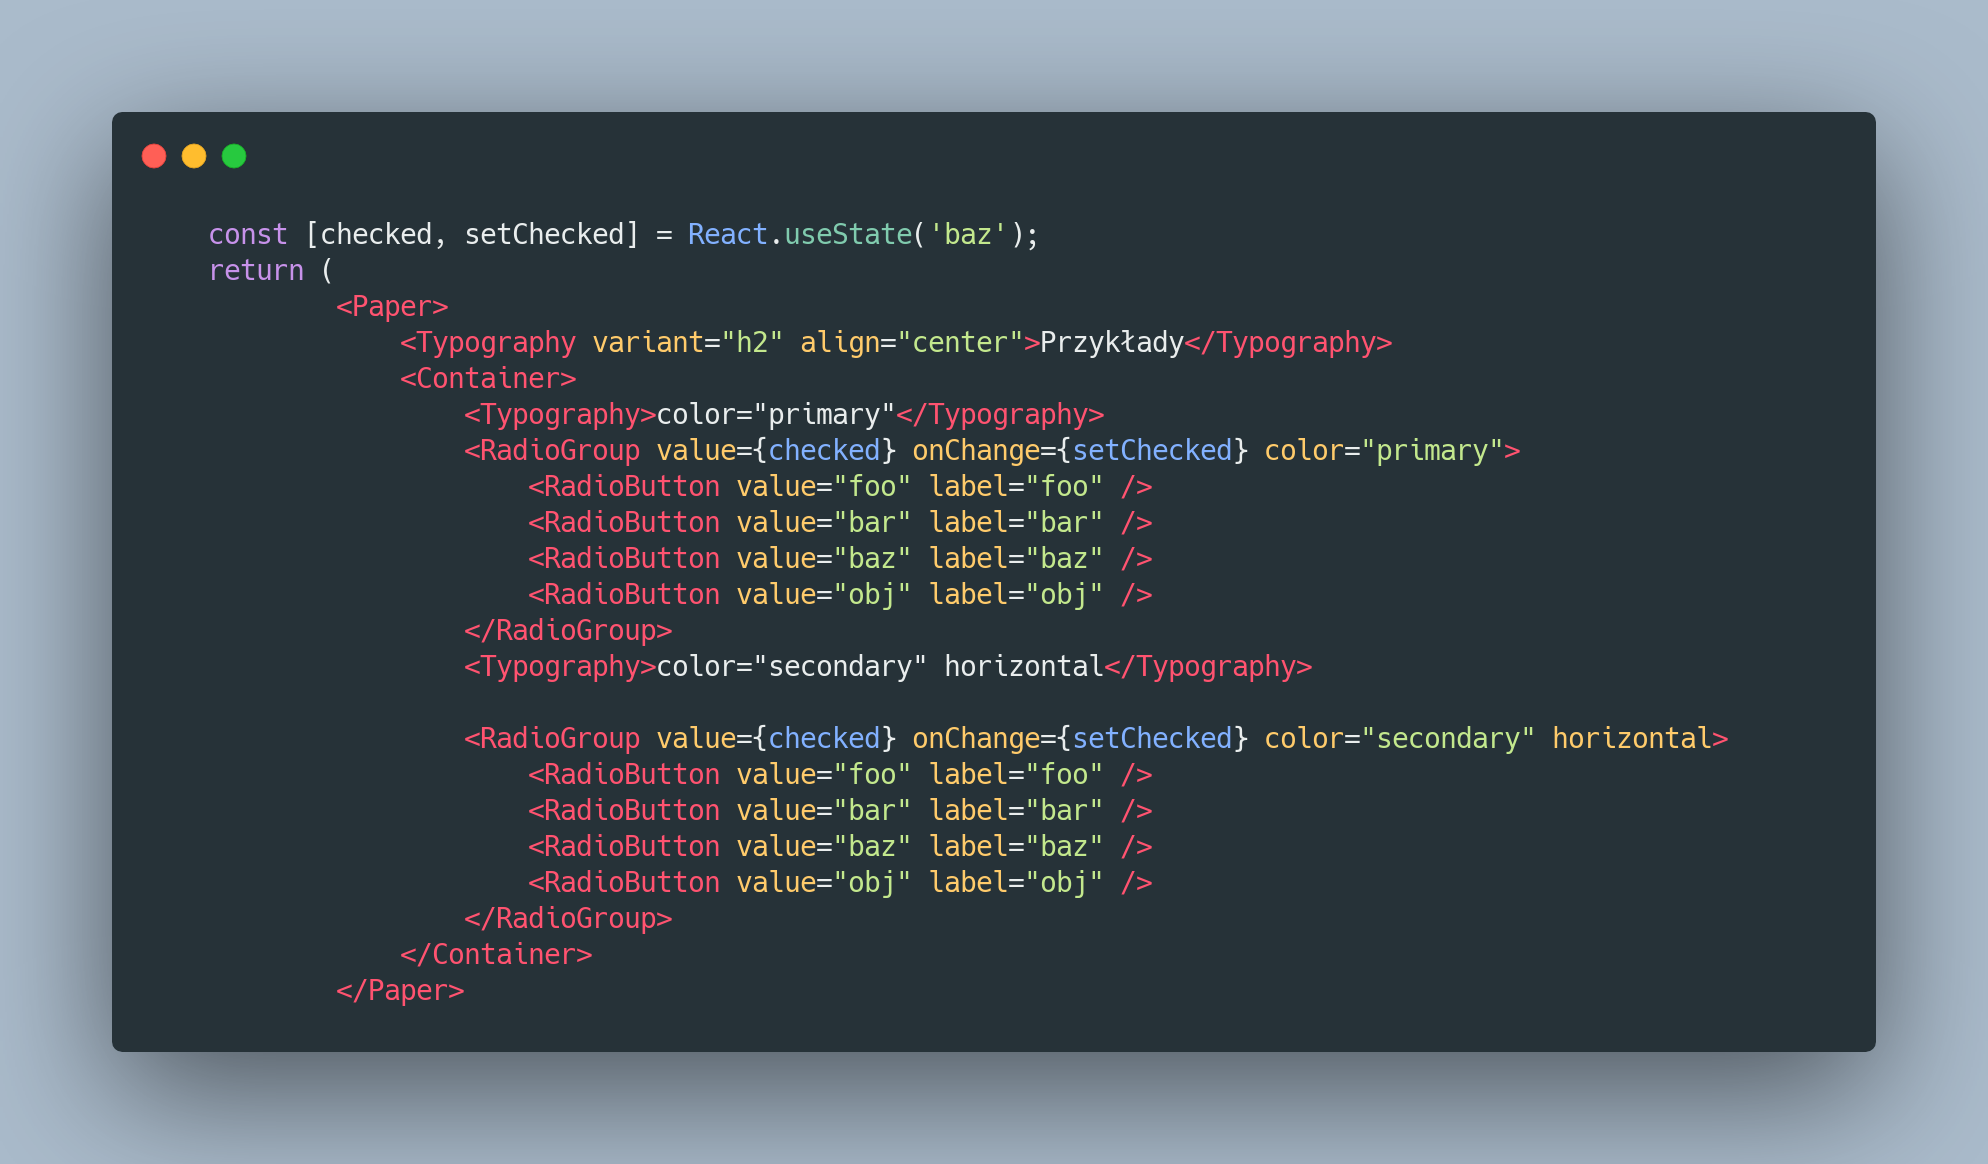 const [checked, setChecked] = React.useState('baz');
return (
        <Paper>
            <Typography variant="h2" align="center">Przykłady</Typography>
            <Container>
                <Typography>color="primary"</Typography>
                <RadioGroup value={checked} onChange={setChecked} color="primary">
                    <RadioButton value="foo" label="foo" />
                    <RadioButton value="bar" label="bar" />
                    <RadioButton value="baz" label="baz" />
                    <RadioButton value="obj" label="obj" />
                </RadioGroup>
                <Typography>color="secondary" horizontal</Typography>

                <RadioGroup value={checked} onChange={setChecked} color="secondary" horizontal>
                    <RadioButton value="foo" label="foo" />
                    <RadioButton value="bar" label="bar" />
                    <RadioButton value="baz" label="baz" />
                    <RadioButton value="obj" label="obj" />
                </RadioGroup>
            </Container>
        </Paper>